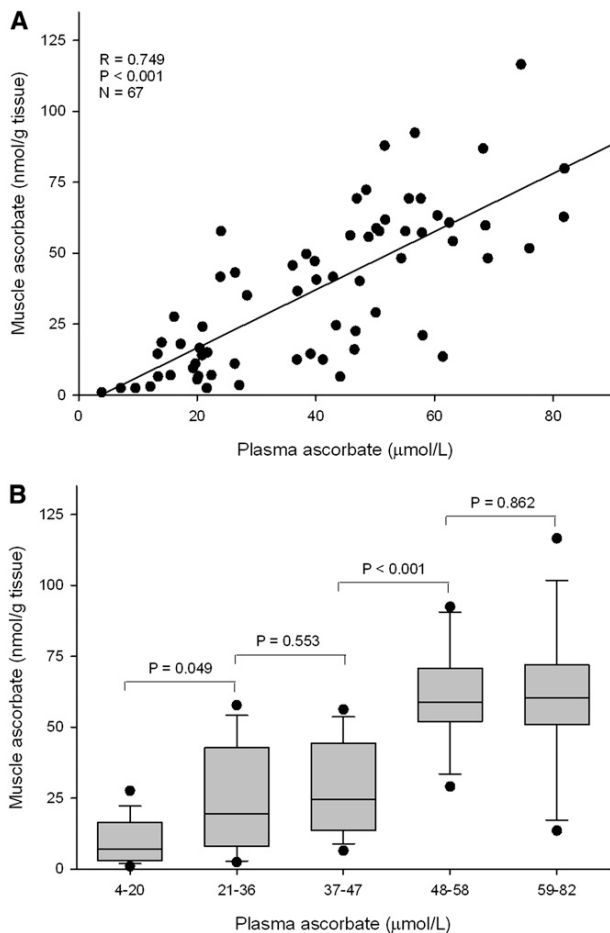 A
R = 0.749
P < 0.001
N = 67
Muscle ascorbate (nmol/g tissue)
125
100
75
50
25
0
0 20 40 60 80
Plasma ascorbate (μmol/L)
B
Muscle ascorbate (nmol/g tissue)
125
100
75
50
25
0
P = 0.049
P = 0.553
P < 0.001
P = 0.862
4-20 21-36 37-47 48-58 59-82
Plasma ascorbate (μmol/L)